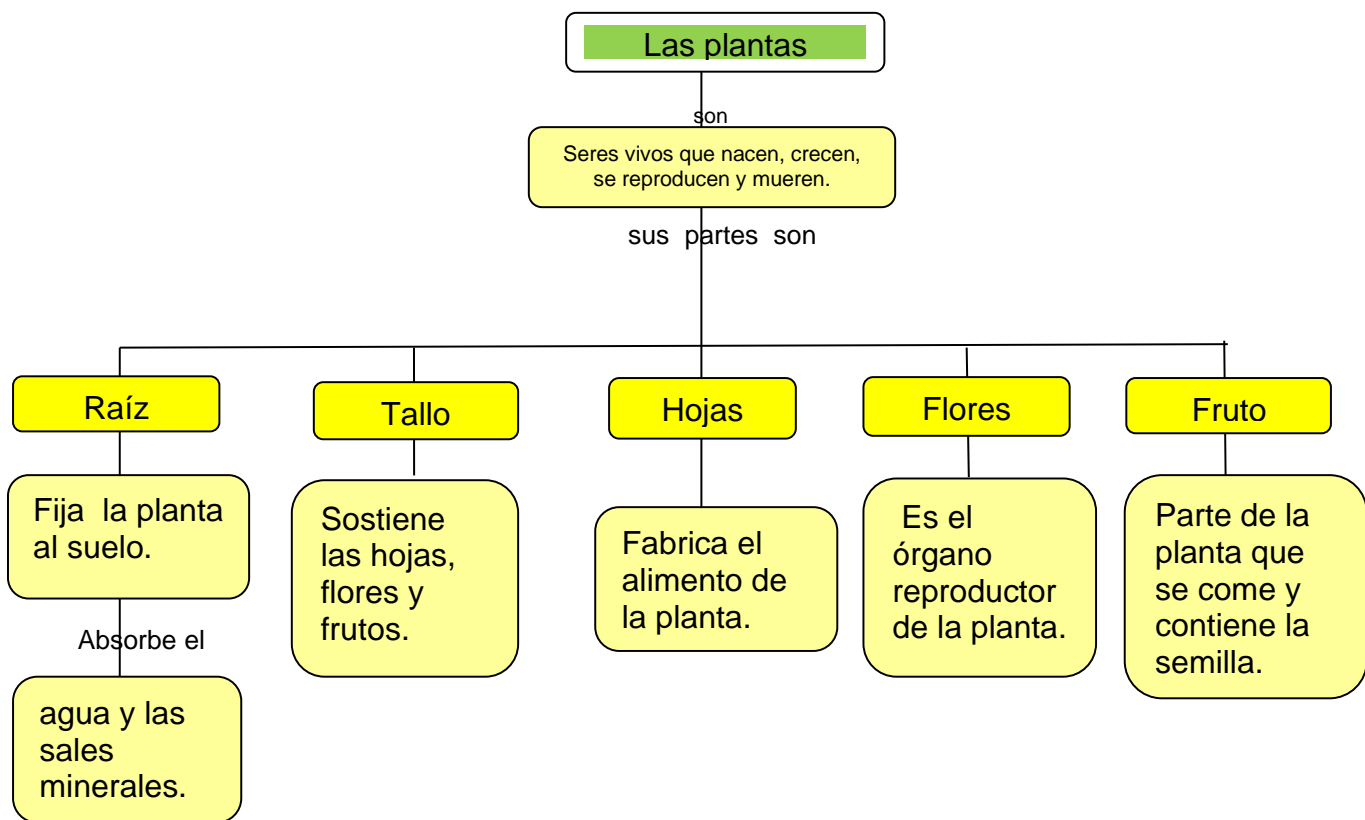 Las plantas
son
Seres vivos que nacen, crecen,
se reproducen y mueren.
sus partes son
Raíz
Fija la planta
al suelo.
Absorbe el
agua y las
sales
minerales.
Tallo
Sostiene
las hojas,
flores y
frutos.
Hojas
Fabrica el
alimento de
la planta.
Flores
Es el
órgano
reproductor
de la planta.
Fruto
Parte de la
planta que
se come y
contiene la
semilla.